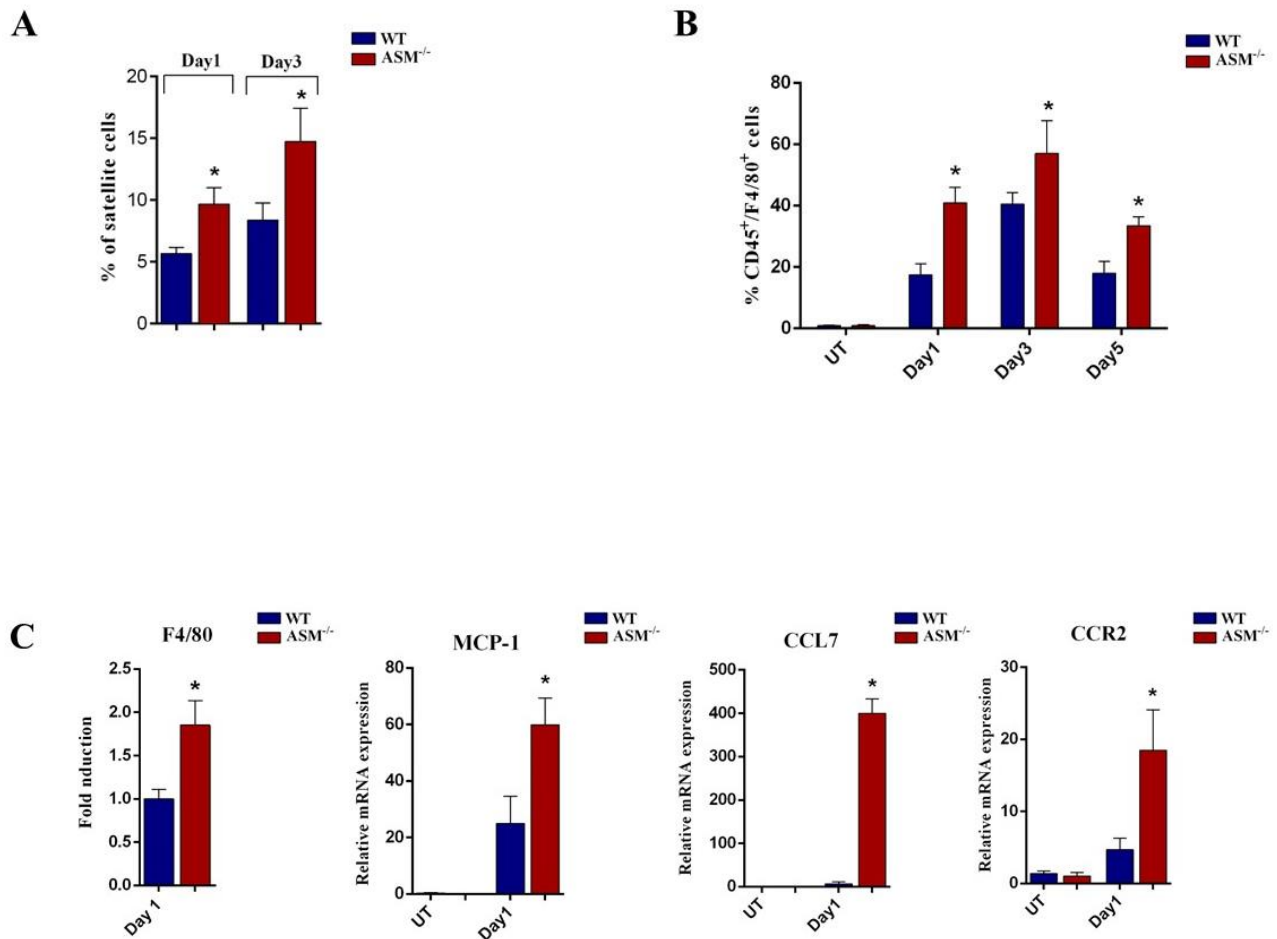 A
WT
ASM-/-
Day1 Day3
20
15
10
5
0
% of satellite cells
*
*
B
WT
ASM-/-
80
60
40
20
0
% CD45+/F4/80+ cells
*
*
*
UT Day1 Day3 Day5
C
F4/80
WT
ASM-/-
2.5
2.0
1.5
1.0
0.5
0.0
Fold nduction
*
Day 1
MCP-1
WT
ASM-/-
80
60
40
20
0
Relative mRNA expression
*
UT Day1
CCL7
WT
ASM-/-
500
400
300
200
100
0
Relative mRNA expression
*
UT Day1
CCR2
WT
ASM-/-
30
20
10
0
Relative mRNA expression
*
UT Day1